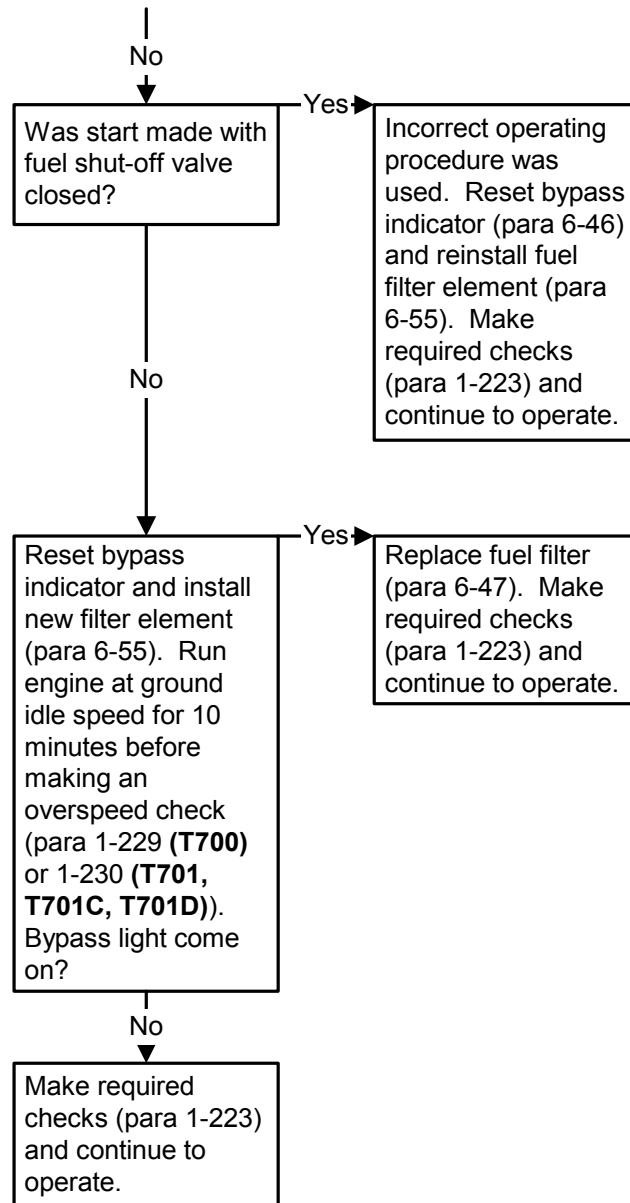 No
Was start made with
fuel shut-off valve
closed?
Yes
Incorrect operating
procedure was
used. Reset bypass
indicator (para 6-46)
and reinstall fuel
filter element (para
6-55). Make
required checks
(para 1-223) and
continue to operate.
No
Reset bypass
indicator and install
new filter element
(para 6-55). Run
engine at ground
idle speed for 10
minutes before
making an
overspeed check
(para 1-229 (T700)
or 1-230 (T701,
T701C, T701D)).
Bypass light come
on?
Yes
Replace fuel filter
(para 6-47). Make
required checks
(para 1-223) and
continue to operate.
No
Make required
checks (para 1-223)
and continue to
operate.